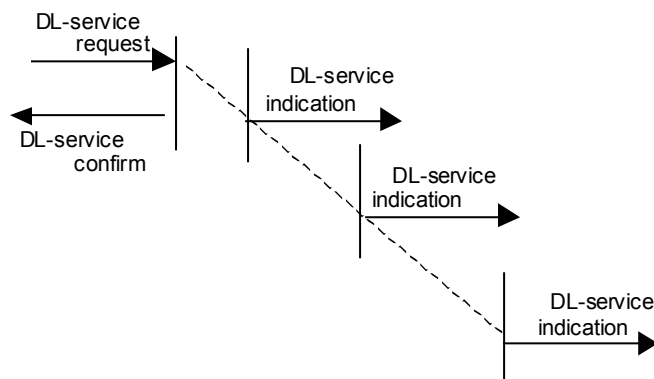 DL-service
request
DL-service
confirm
DL-service
indication
DL-service
indication
DL-service
indication